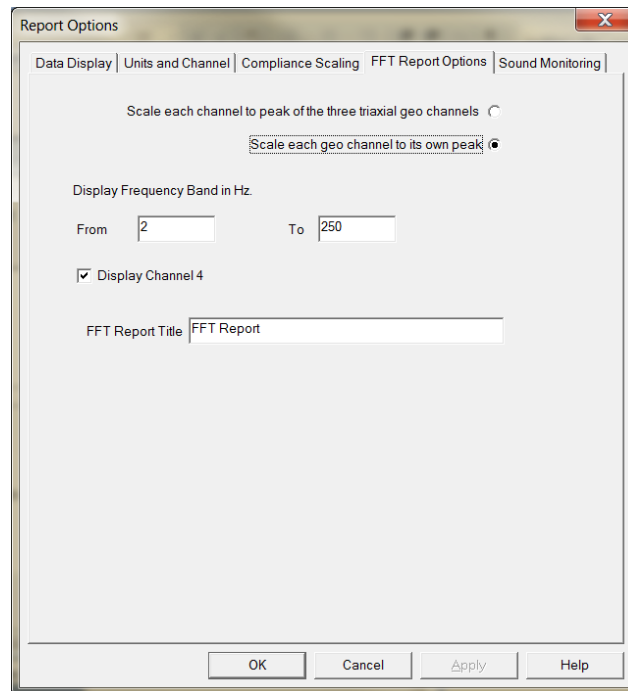 Report Options
Data Display Units and Channel Compliance Scaling FFT Report Options Sound Monitoring
Scale each channel to peak of the three triaxial geo channels
Scale each geo channel to its own peak
Display Frequency Band in Hz.
From 2 To 250
Display Channel 4
FFT Report Title FFT Report
OK Cancel Apply Help